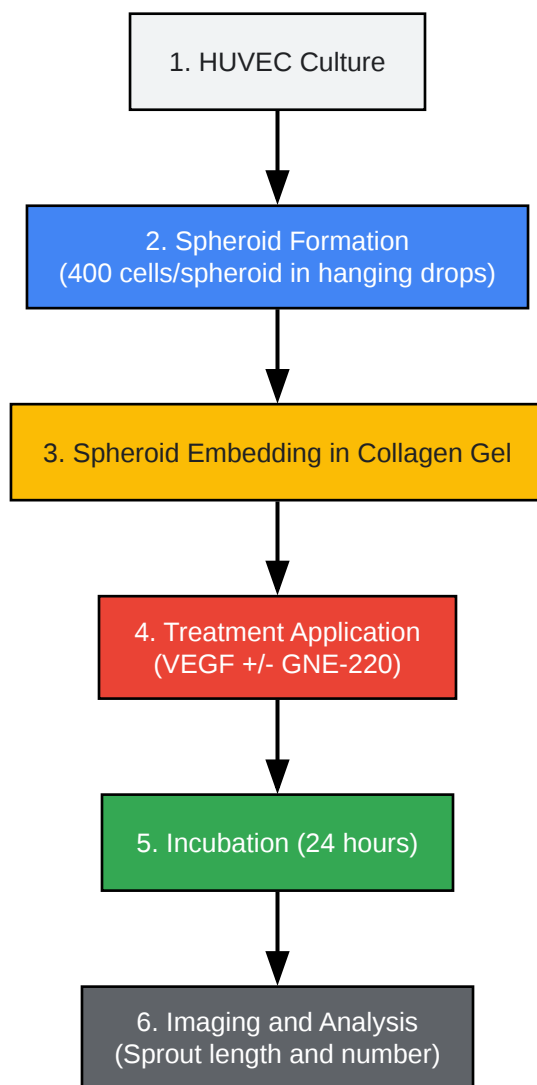 1. HUVEC Culture
2. Spheroid Formation
(400 cells/spheroid in hanging drops)
3. Spheroid Embedding in Collagen Gel
4. Treatment Application
(VEGF +/- GNE-220)
5. Incubation (24 hours)
6. Imaging and Analysis
(Sprout length and number)